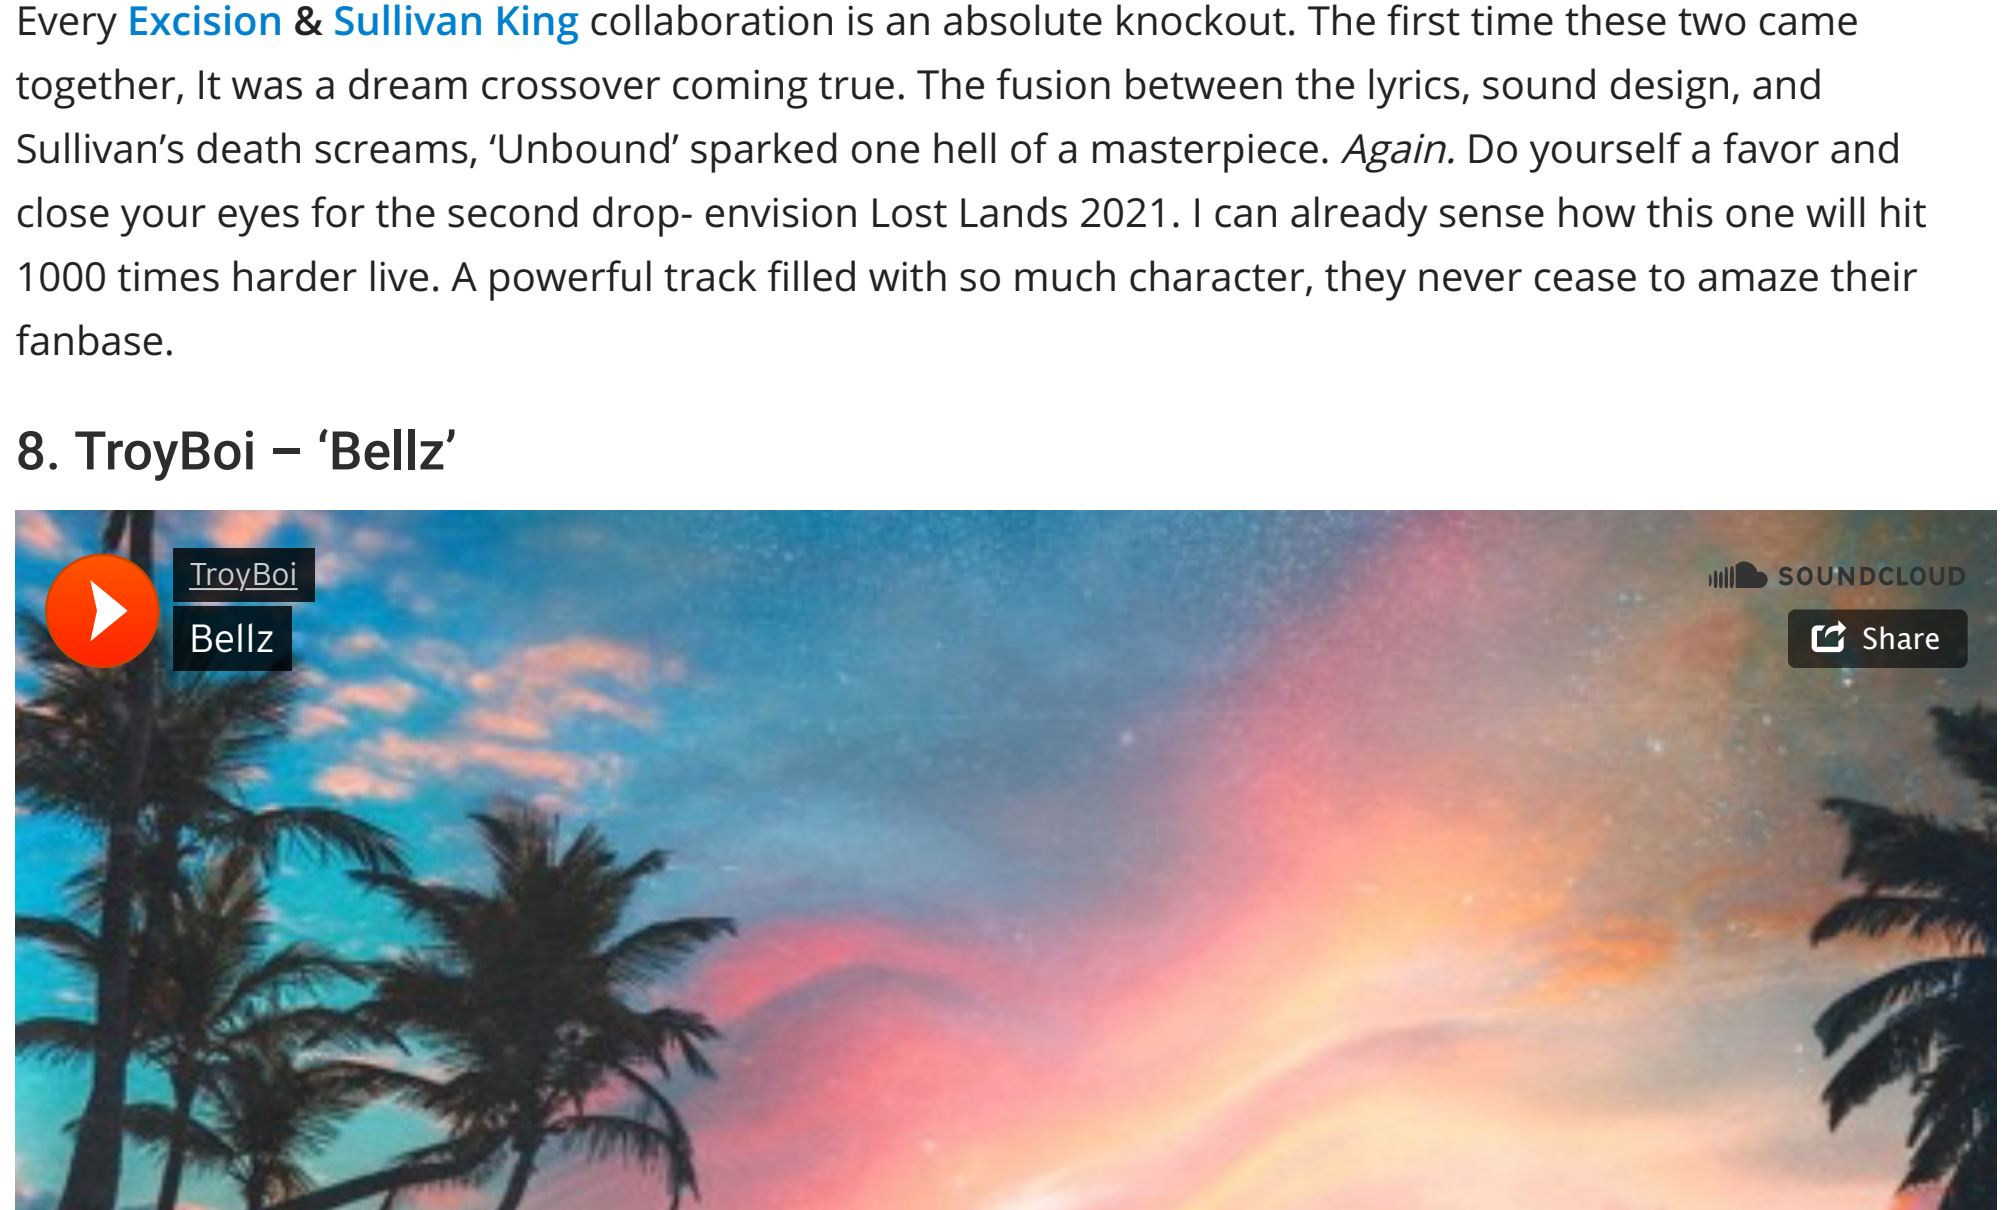 Every Excision & Sullivan King collaboration is an absolute knockout. The first time these two came
together, It was a dream crossover coming true. The fusion between the lyrics, sound design, and
Sullivan’s death screams, ‘Unbound’ sparked one hell of a masterpiece. Again. Do yourself a favor and
close your eyes for the second drop- envision Lost Lands 2021. I can already sense how this one will hit
1000 times harder live. A powerful track filled with so much character, they never cease to amaze their
fanbase.
8. TroyBoi – ‘Bellz’
TroyBoi
SOUNDCLOUD
Bellz
Share